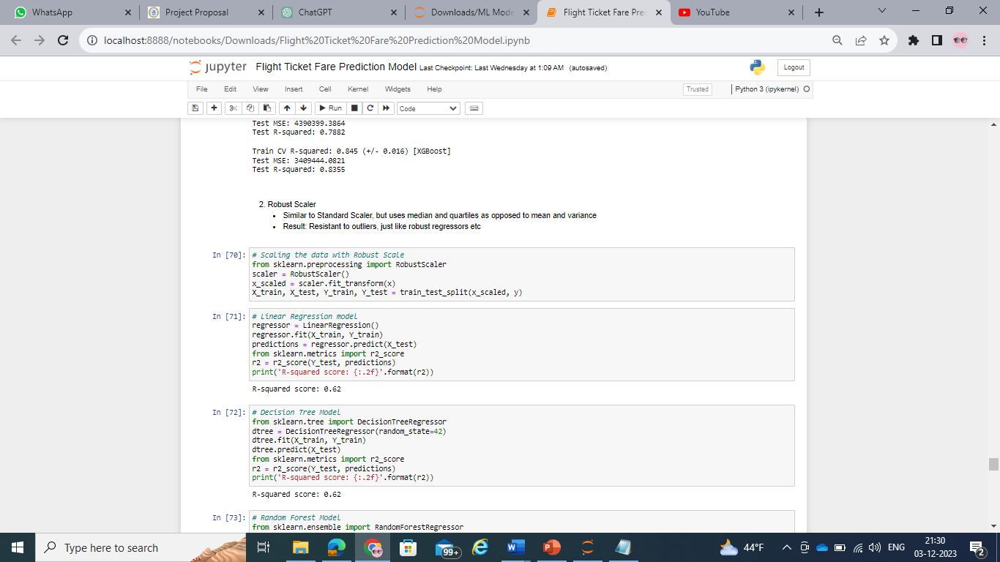 WhatsApp
Project Proposal
ChatGPT
Downloads/ML Mode
Flight Ticket Fare Pre
YouTube
localhost:8888/notebooks/Downloads/Flight%20Ticket%20Fare%20Prediction%20Model.ipynb
jupyter Flight Ticket Fare Prediction Model Last Checkpoint: Last Wednesday at 1:09 AM (autosaved)
Logout
File Edit View Insert Cell Kernel Widgets Help
Trusted
Python 3 (ipykernel)
Run
Code
Test MSE: 4390399.3864
Test R-squared: 0.7882
Train CV R-squared: 0.845 (+/- 0.016) [XGBoost]
Test MSE: 3409444.0821
Test R-squared: 0.8355
2. Robust Scaler
• Similar to Standard Scaler, but uses median and quartiles as opposed to mean and variance
• Result: Resistant to outliers, just like robust regressors etc
In [70]: # Scaling the data with Robust Scale
from sklearn.preprocessing import RobustScaler
scaler = RobustScaler()
x_scaled = scaler.fit_transform(x)
X_train, X_test, Y_train, Y_test = train_test_split(x_scaled, y)
In [71]: # Linear Regression model
regressor = LinearRegression()
regressor.fit(X_train, Y_train)
predictions = regressor.predict(X_test)
from sklearn.metrics import r2_score
r2 = r2_score(Y_test, predictions)
print('R-squared score: {:.2f}'.format(r2))
R-squared score: 0.62
In [72]: # Decision Tree Model
from sklearn.tree import DecisionTreeRegressor
dtree = DecisionTreeRegressor(random_state=42)
dtree.fit(X_train, Y_train)
dtree.predict(X_test)
from sklearn.metrics import r2_score
r2 = r2_score(Y_test, predictions)
print('R-squared score: {:.2f}'.format(r2))
R-squared score: 0.62
In [73]: # Random Forest Model
from sklearn.ensemble import RandomForestRegressor
Type here to search
99+
44°F
ENG
21:30
03-12-2023
2